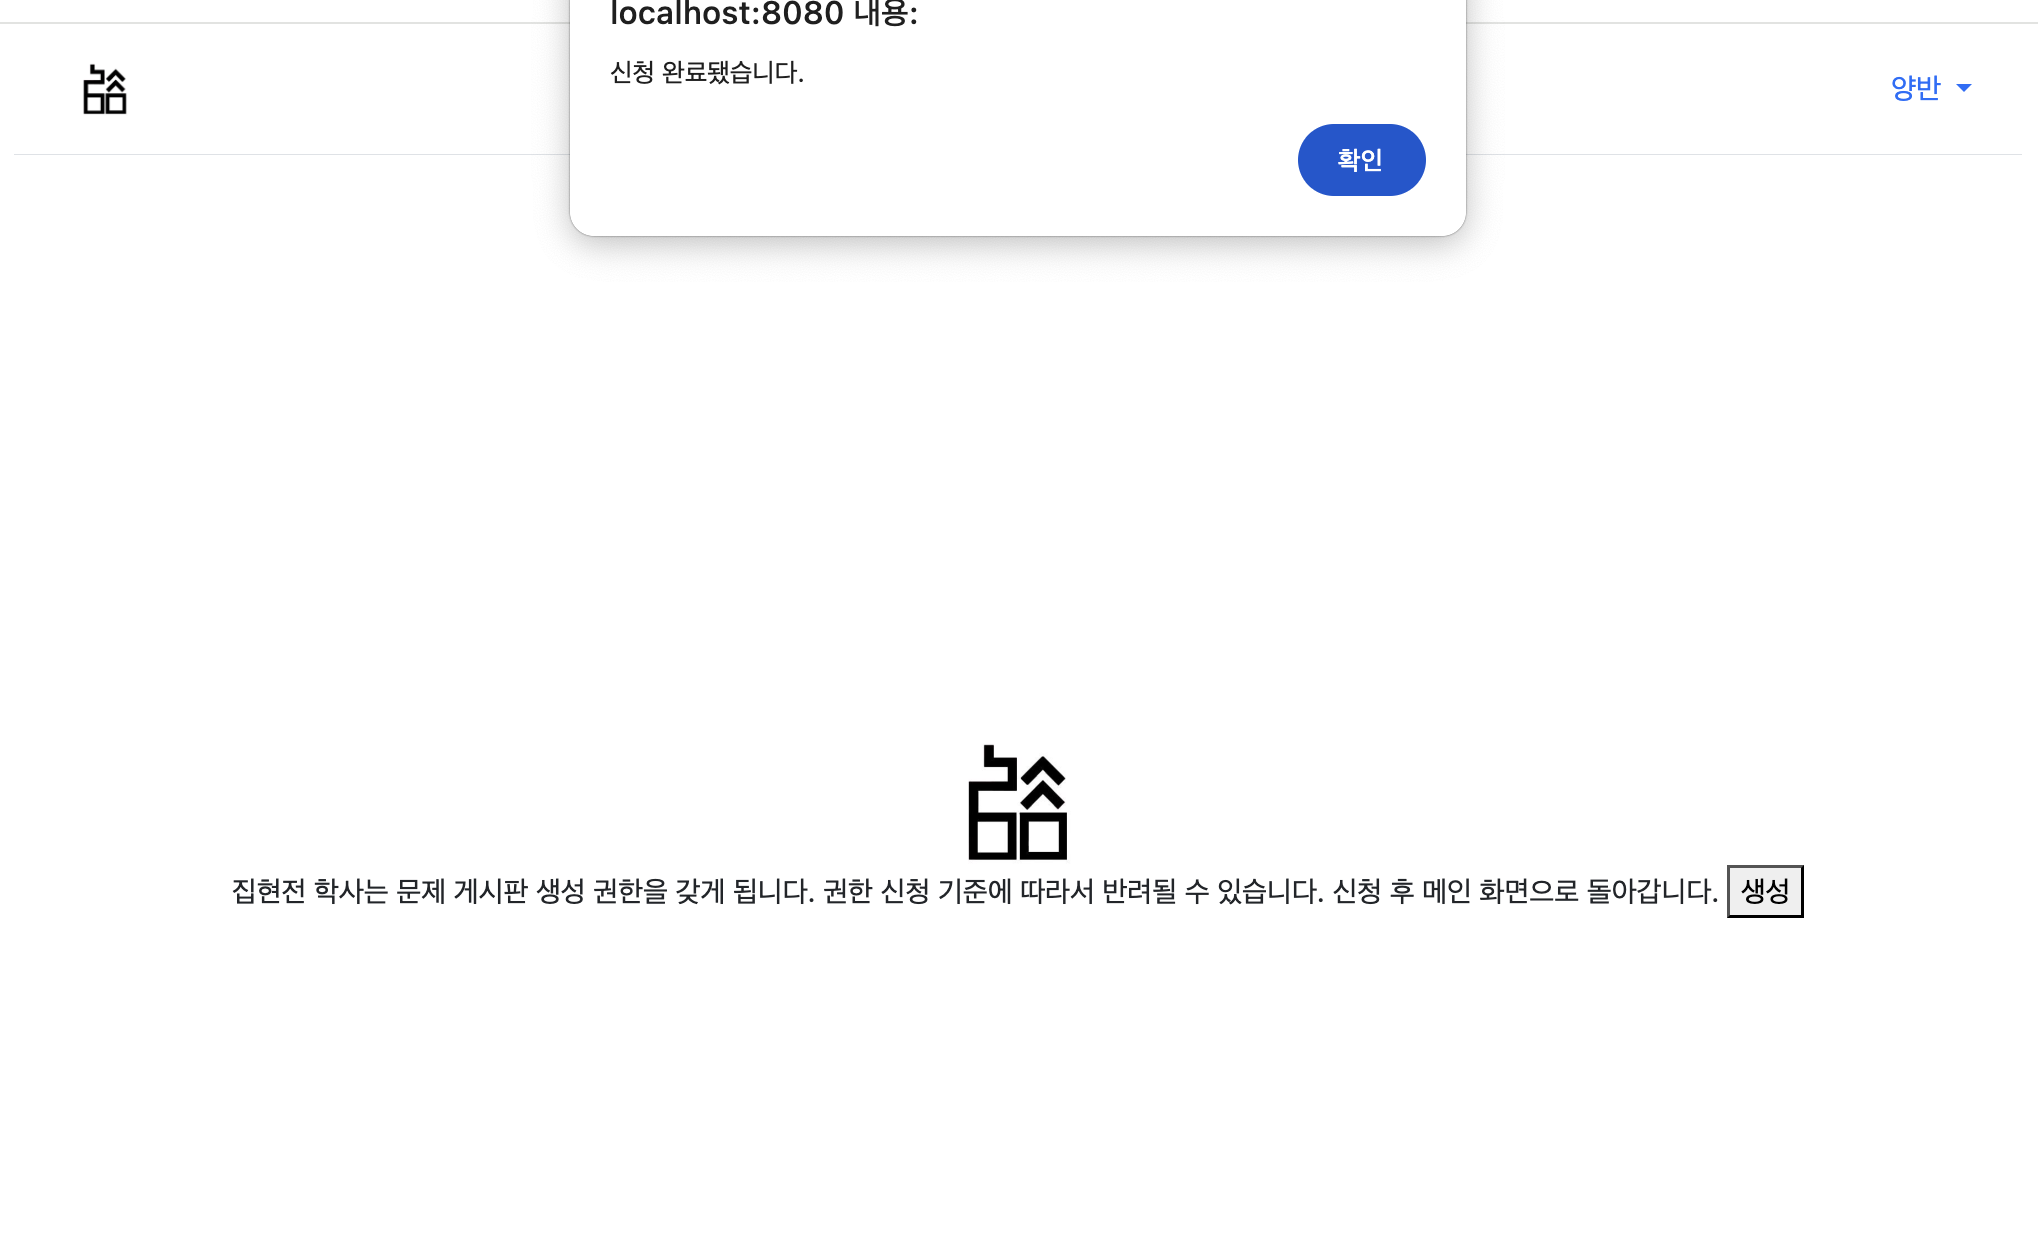 localhost:8080 내용:
신청 완료됐습니다.
양반
확인
집현전 학사는 문제 게시판 생성 권한을 갖게 됩니다. 권한 신청 기준에 따라서 반려될 수 있습니다. 신청 후 메인 화면으로 돌아갑니다. 생성